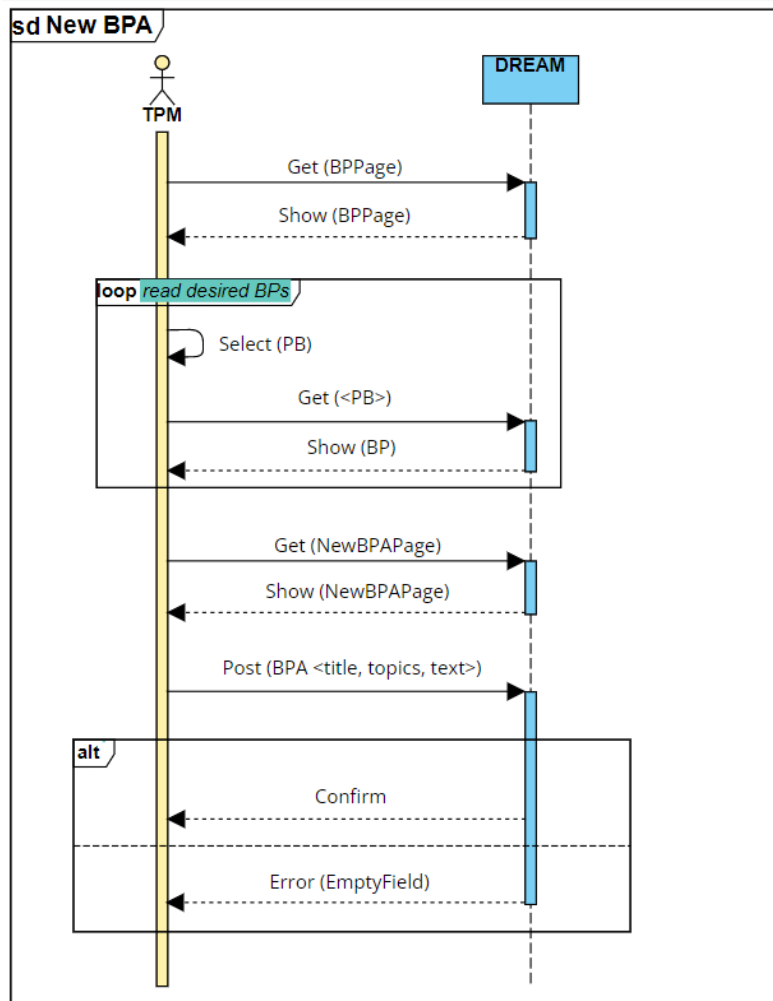 sd New BPA
TPM
DREAM
Get (BPPage)
Show (BPPage)
loop read desired BPs
Select (PB)
Get (<PB>)
Show (BP)
Get (NewBPAPage)
Show (NewBPAPage)
Post (BPA <title, topics, text>)
alt
Confirm
Error (EmptyField)